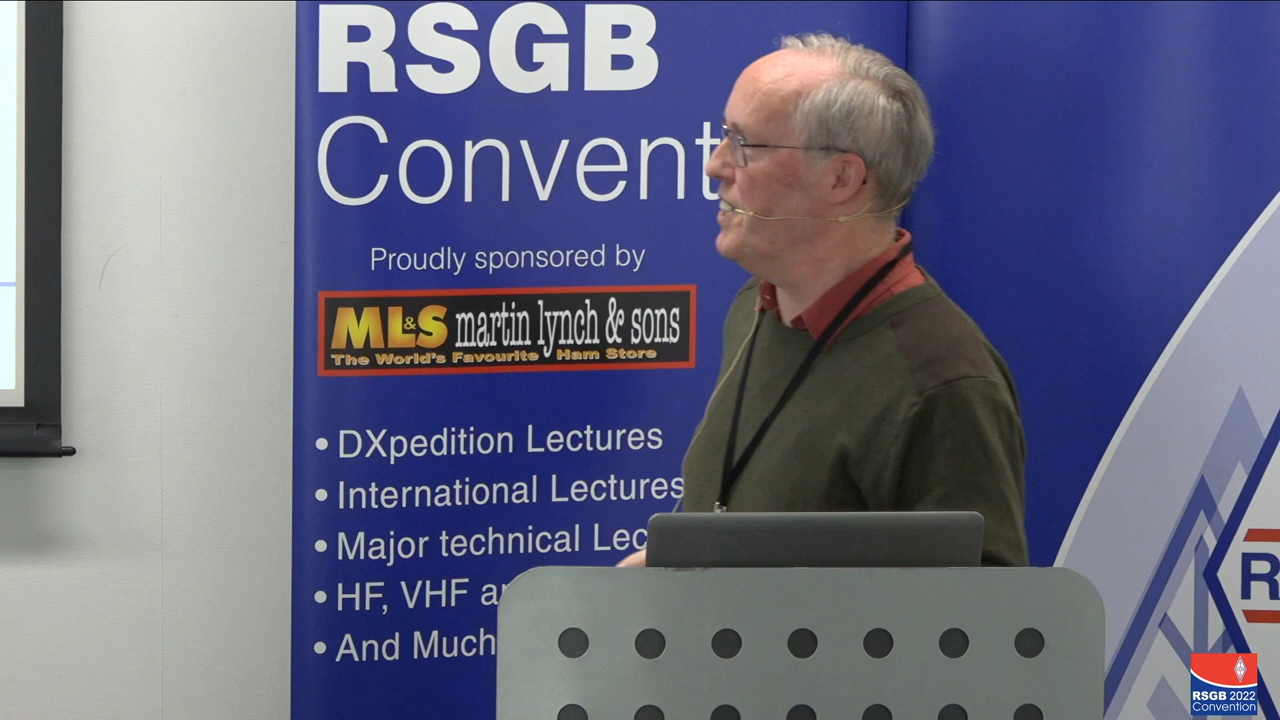 RSGB
Convent
Proudly sponsored by
ML&S martin lynch & sons
The World's Favourite Ham Store
• DXpedition Lectures
• International Lectures
• Major technical Lec
• HF, VHF a
• And Much
R
RSGB 2022
Convention